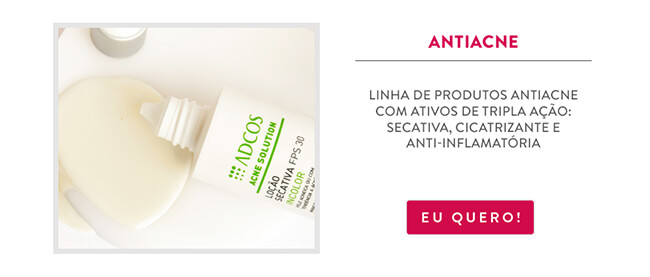 ADCOS
ACNE SOLUTION
LOÇÃO
SECATIVA FPS 30
INCOLOR
ANTIACNE
LINHA DE PRODUTOS ANTIACNE
COM ATIVOS DE TRIPLA AÇÃO:
SECATIVA, CICATRIZANTE E
ANTI-INFLAMATÓRIA
EU QUERO!